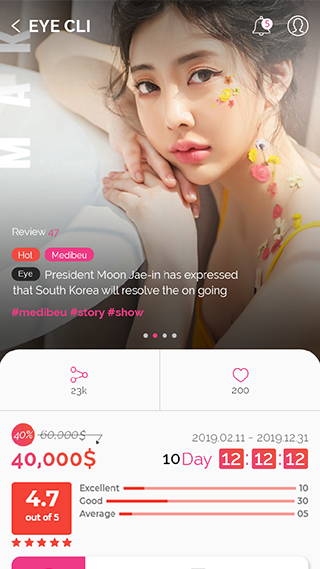 EYE CLI
5
MAK
Review 47
Hot
Medibeu
Eye
President Moon Jae-in has expressed
that South Korea will resolve the on going
#medibeu #story #show
23k
200
40%
60,000$
40,000$
2019.02.11 ~ 2019.12.31
10Day 12:12:12
4.7
out of 5
Excellent 10
Good 30
Average 05